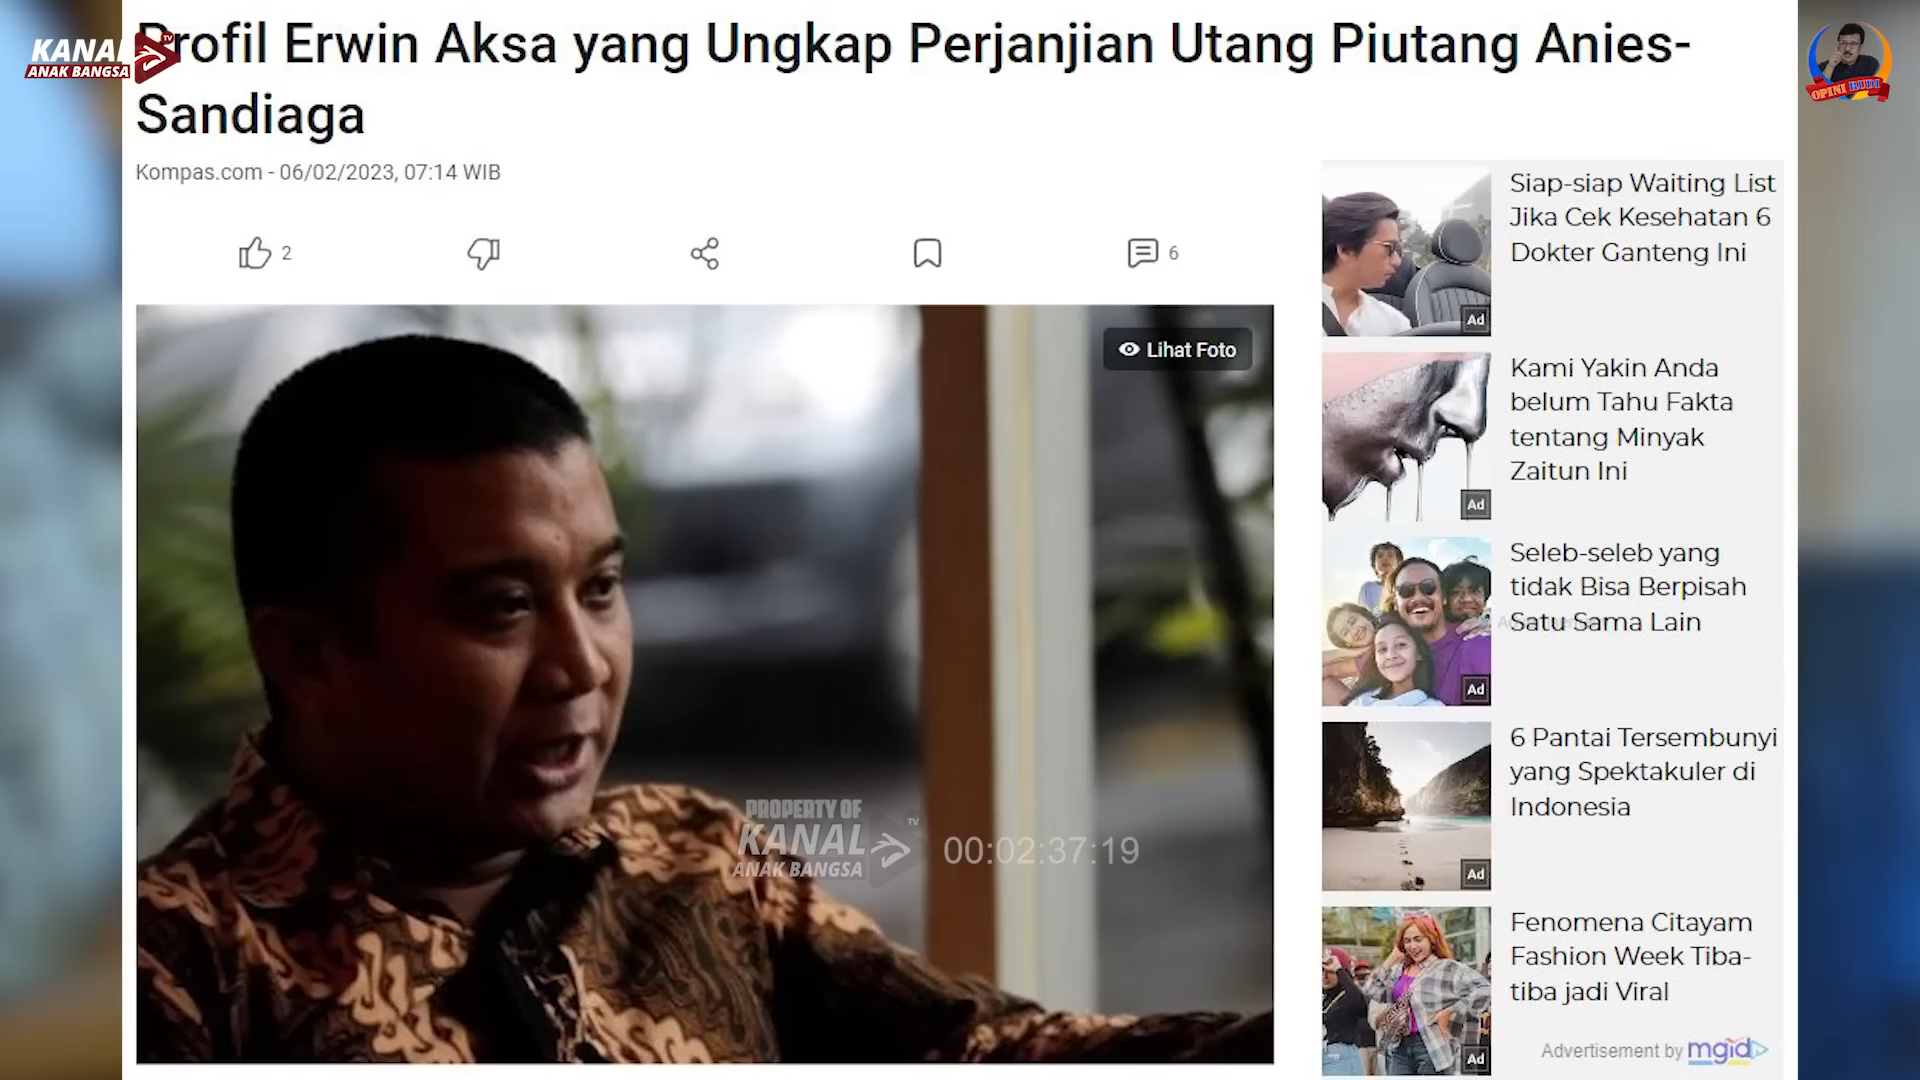 KANAL TV
ANAK BANGSA
OPINI BUDI
Profil Erwin Aksa yang Ungkap Perjanjian Utang Piutang Anies-
Sandiaga
Kompas.com - 06/02/2023, 07:14 WIB
2
6
Lihat Foto
PROPERTY OF
KANAL TV
ANAK BANGSA
00:02:37:19
Siap-siap Waiting List
Jika Cek Kesehatan 6
Dokter Ganteng Ini
Ad
Kami Yakin Anda
belum Tahu Fakta
tentang Minyak
Zaitun Ini
Ad
Seleb-seleb yang
tidak Bisa Berpisah
Satu Sama Lain
Ad
6 Pantai Tersembunyi
yang Spektakuler di
Indonesia
Ad
Fenomena Citayam
Fashion Week Tiba-
tiba jadi Viral
Ad
Advertisement by mgid